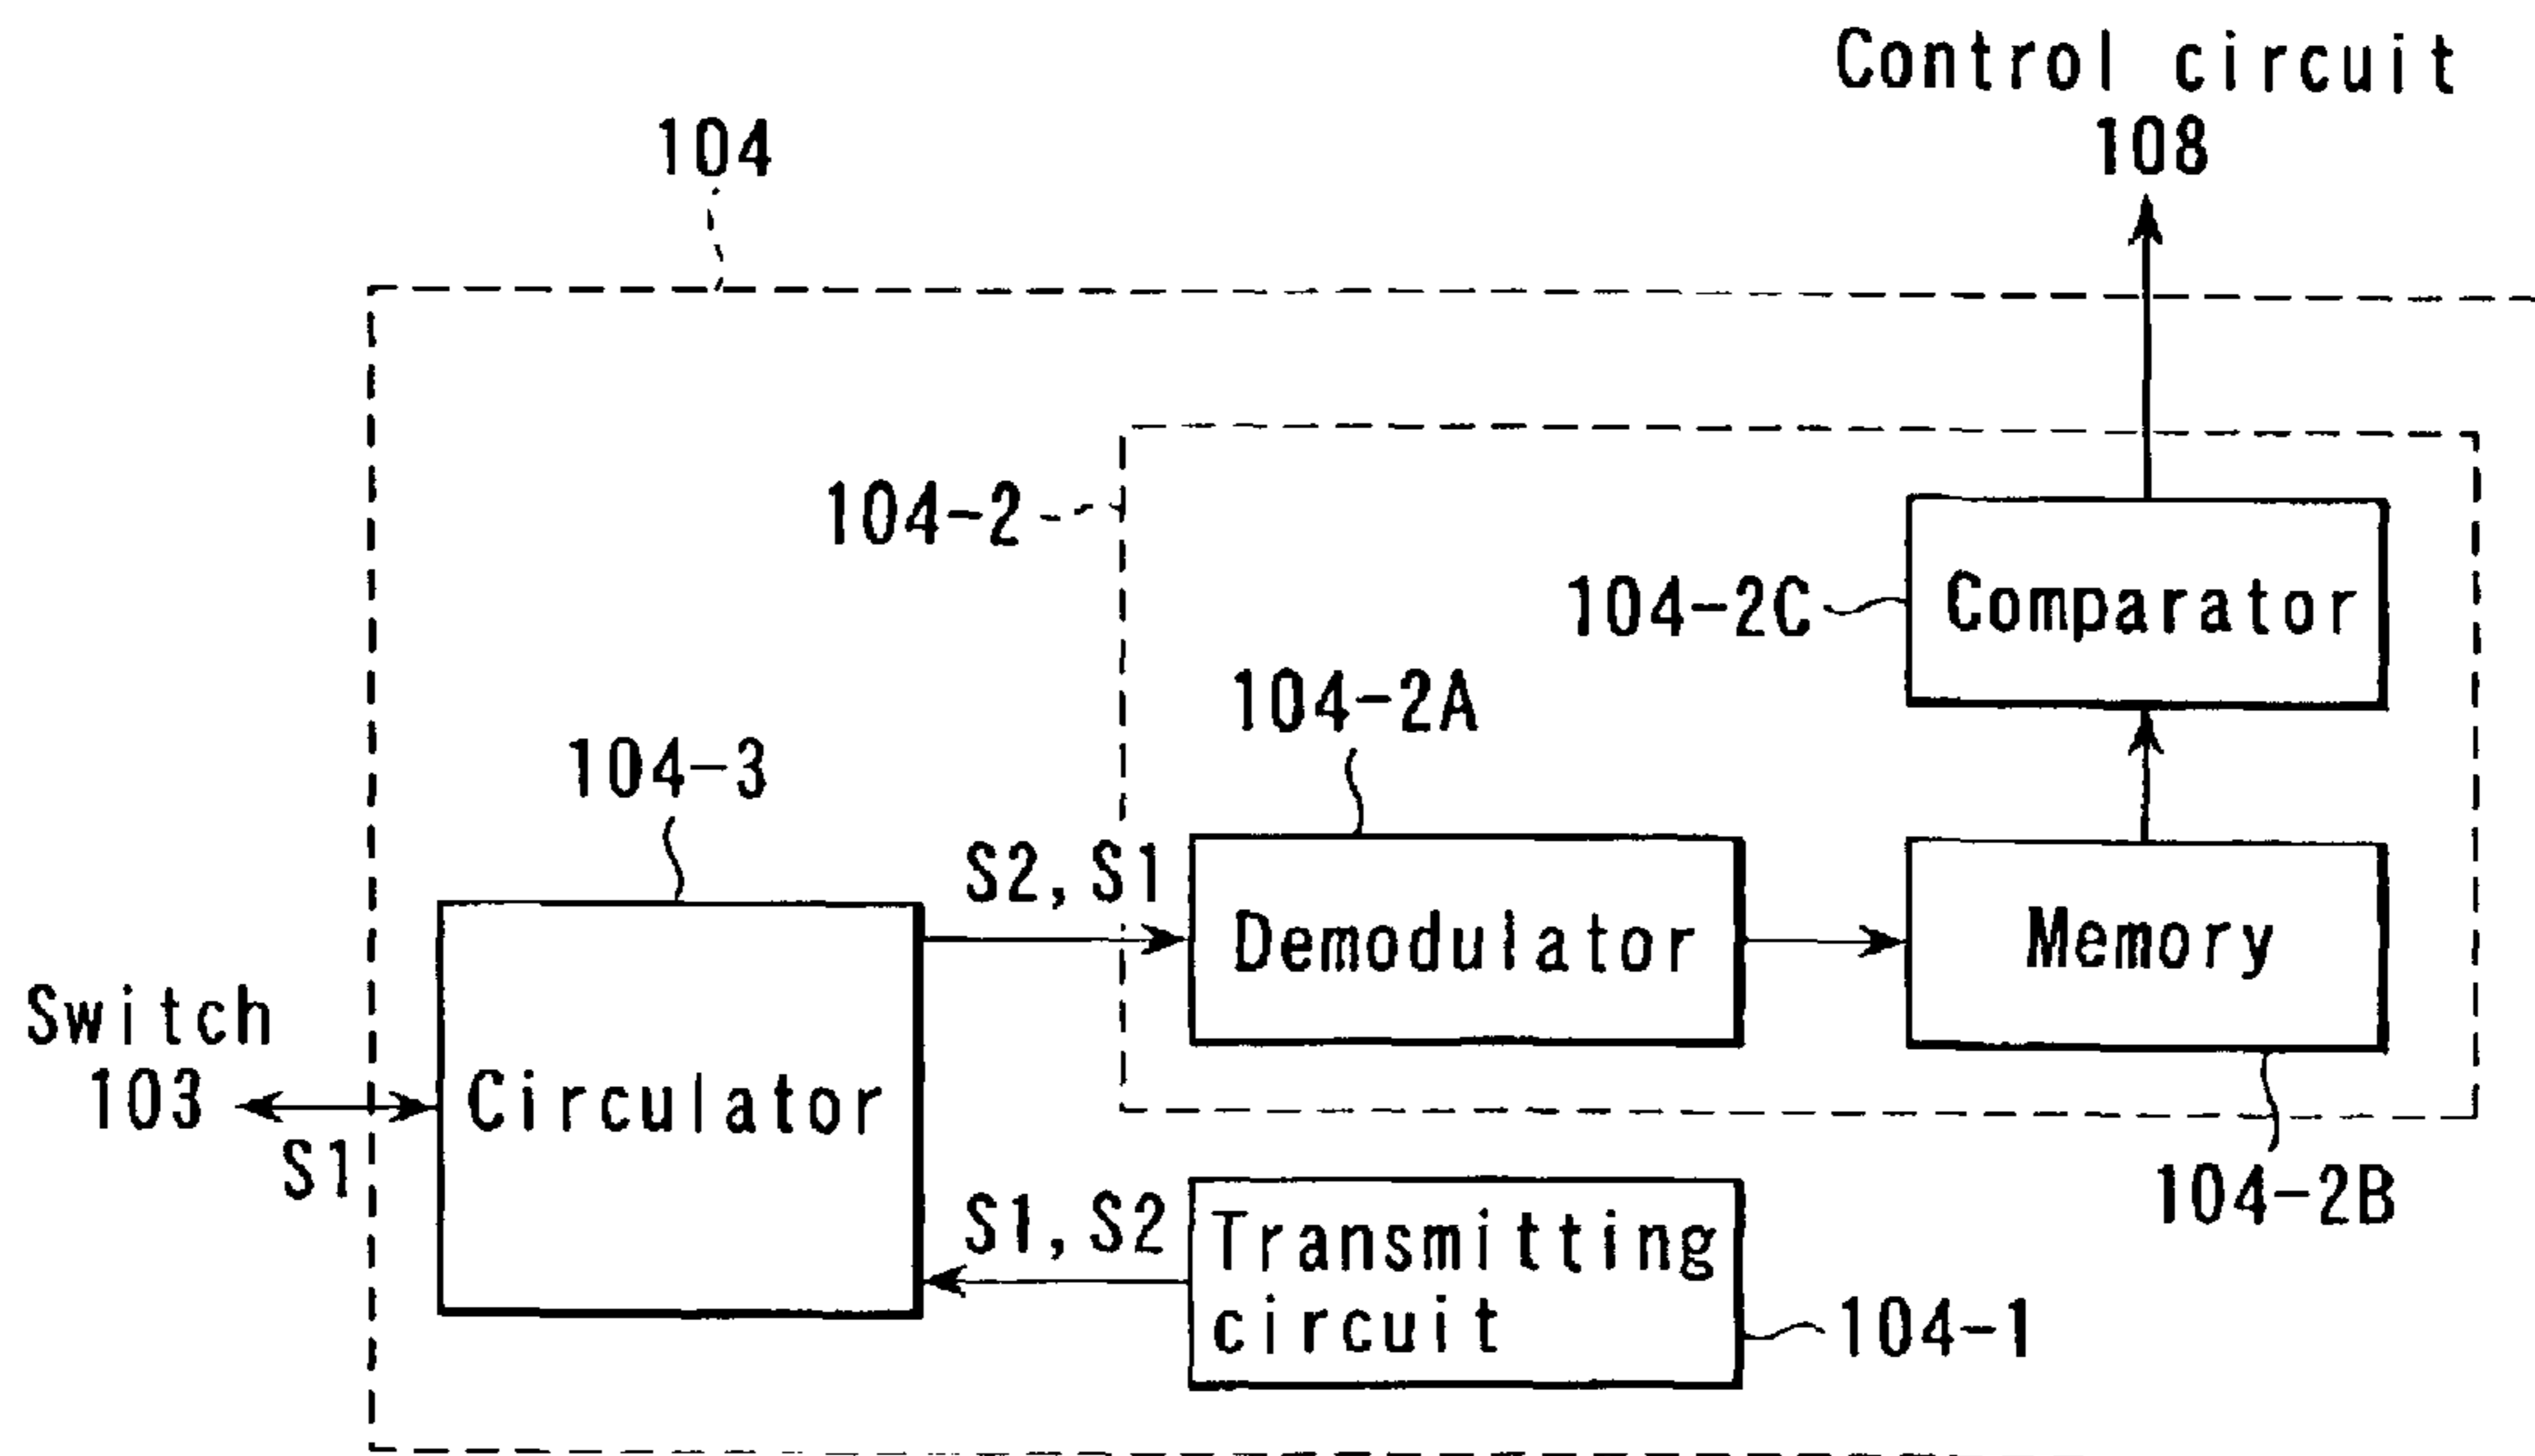 Control circuit
108
104
104-2
104-2C
Comparator
104-2A
104-3
S2, S1
Demodulator
Memory
Switch
103
S1
Circulator
104-2B
S1, S2
Transmitting
circuit
104-1